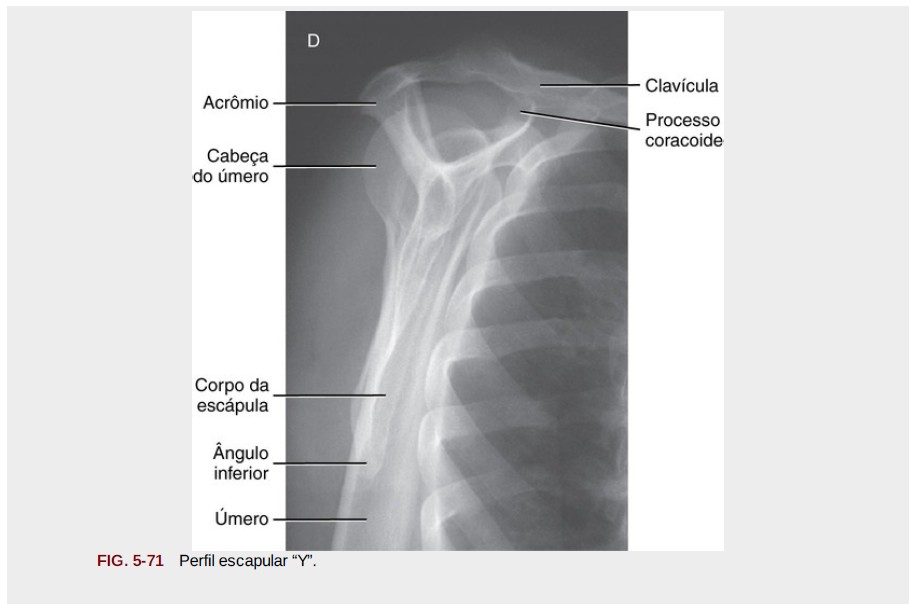 D
Acrômio
Clavícula
Processo
coracoide
Cabeça
do úmero
Corpo da
escápula
Ângulo
inferior
Úmero
FIG. 5-71 Perfil escapular “Y”.